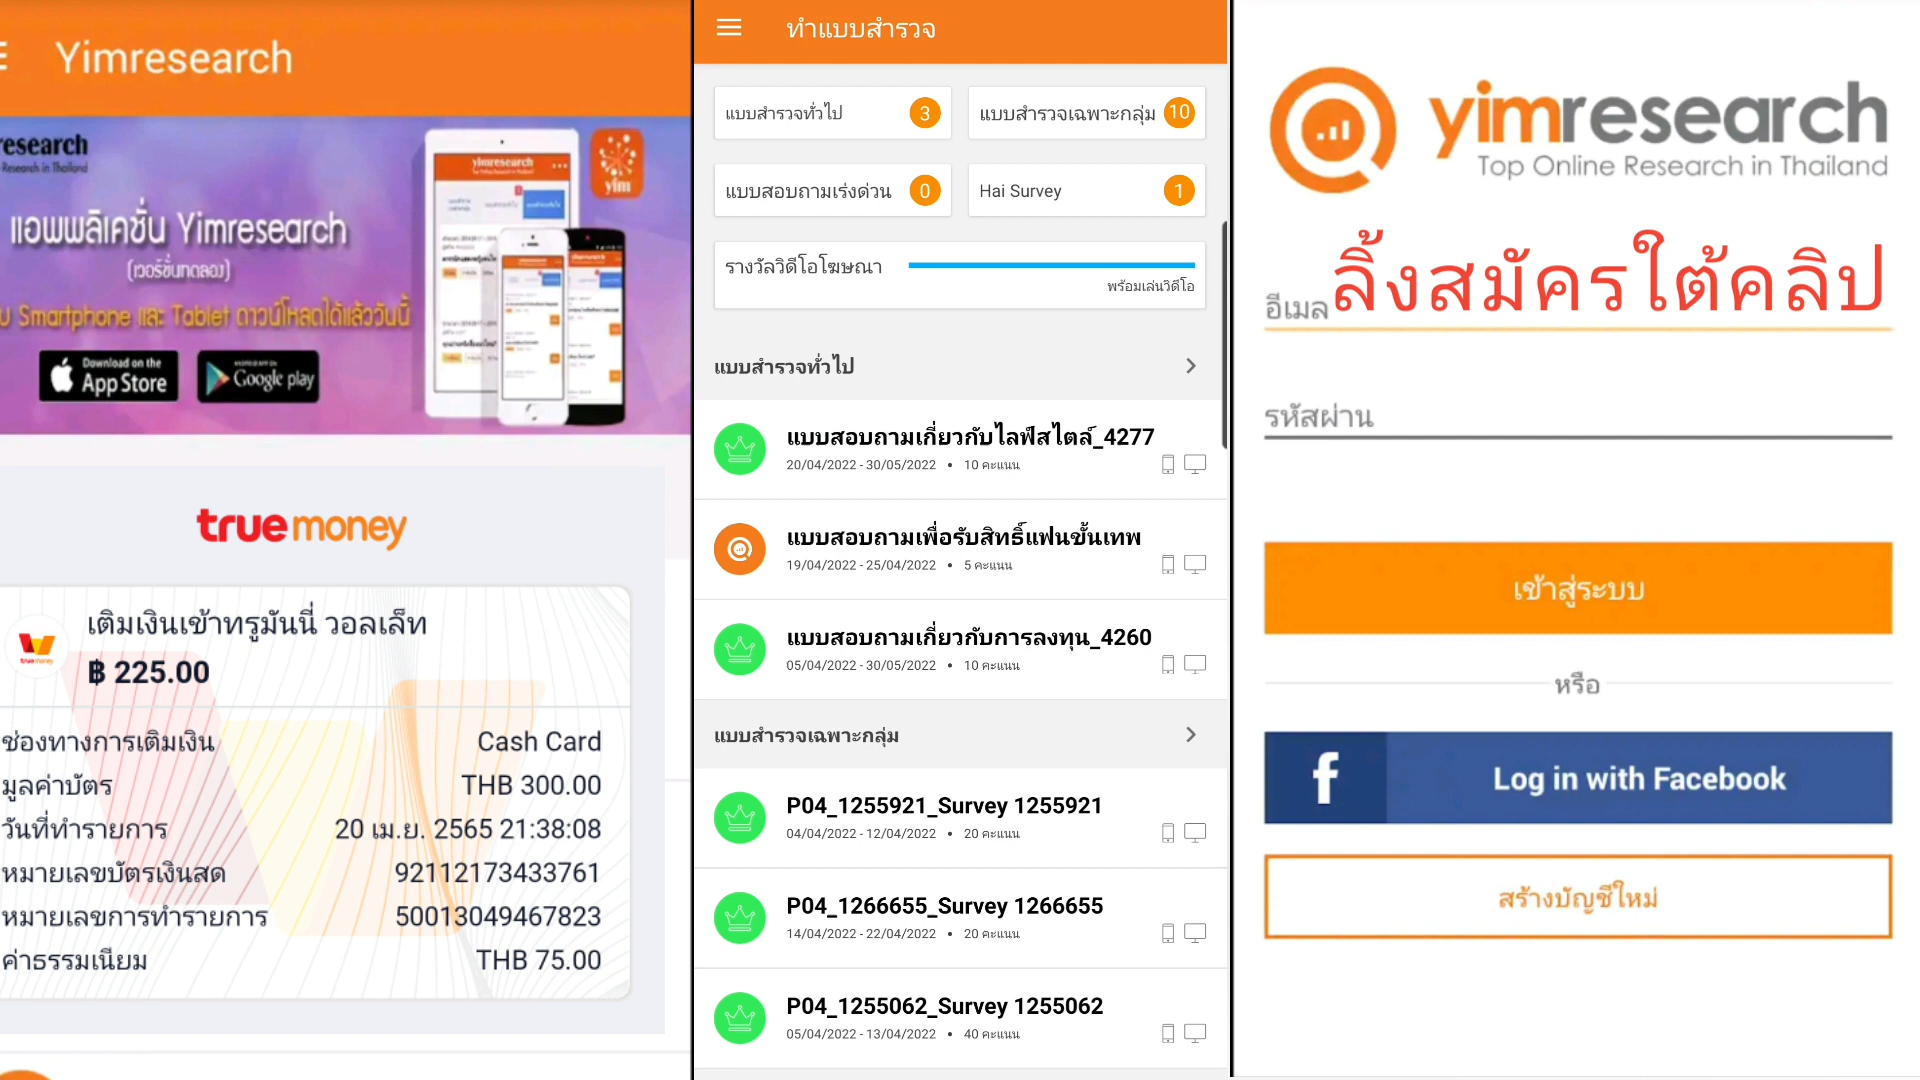 Yimresearch
research
Research in Thailand
แอพพลิเคชั่น Yimresearch
(เวอร์ชั่นทดลอง)
บ Smartphone และ Tablet ดาวน์โหลดได้แล้ววันนี้
Download on the
App Store
ANDROID APP ON
Google play
yimresearch
yim
true money
เติมเงินเข้าทรูมันนี่ วอลเล็ท
฿ 225.00
ช่องทางการเติมเงิน Cash Card
มูลค่าบัตร THB 300.00
วันที่ทำรายการ 20 เม.ย. 2565 21:38:08
หมายเลขบัตรเงินสด 92112173433761
หมายเลขการทำรายการ 50013049467823
ค่าธรรมเนียม THB 75.00
ทำแบบสำรวจ
แบบสำรวจทั่วไป 3
แบบสำรวจเฉพาะกลุ่ม 10
แบบสอบถามเร่งด่วน 0
Hai Survey 1
รางวัลวิดีโอโฆษณา
พร้อมเล่นวิดีโอ
แบบสำรวจทั่วไป
แบบสอบถามเกี่ยวกับไลฟ์สไตล์_4277
20/04/2022 - 30/05/2022 • 10 คะแนน
แบบสอบถามเพื่อรับสิทธิ์แฟนขั้นเทพ
19/04/2022 - 25/04/2022 • 5 คะแนน
แบบสอบถามเกี่ยวกับการลงทุน_4260
05/04/2022 - 30/05/2022 • 10 คะแนน
แบบสำรวจเฉพาะกลุ่ม
P04_1255921_Survey 1255921
04/04/2022 - 12/04/2022 • 20 คะแนน
P04_1266655_Survey 1266655
14/04/2022 - 22/04/2022 • 20 คะแนน
P04_1255062_Survey 1255062
05/04/2022 - 13/04/2022 • 40 คะแนน
yimresearch
Top Online Research in Thailand
ลิ้งสมัครใต้คลิป
อีเมล
รหัสผ่าน
เข้าสู่ระบบ
หรือ
f Log in with Facebook
สร้างบัญชีใหม่